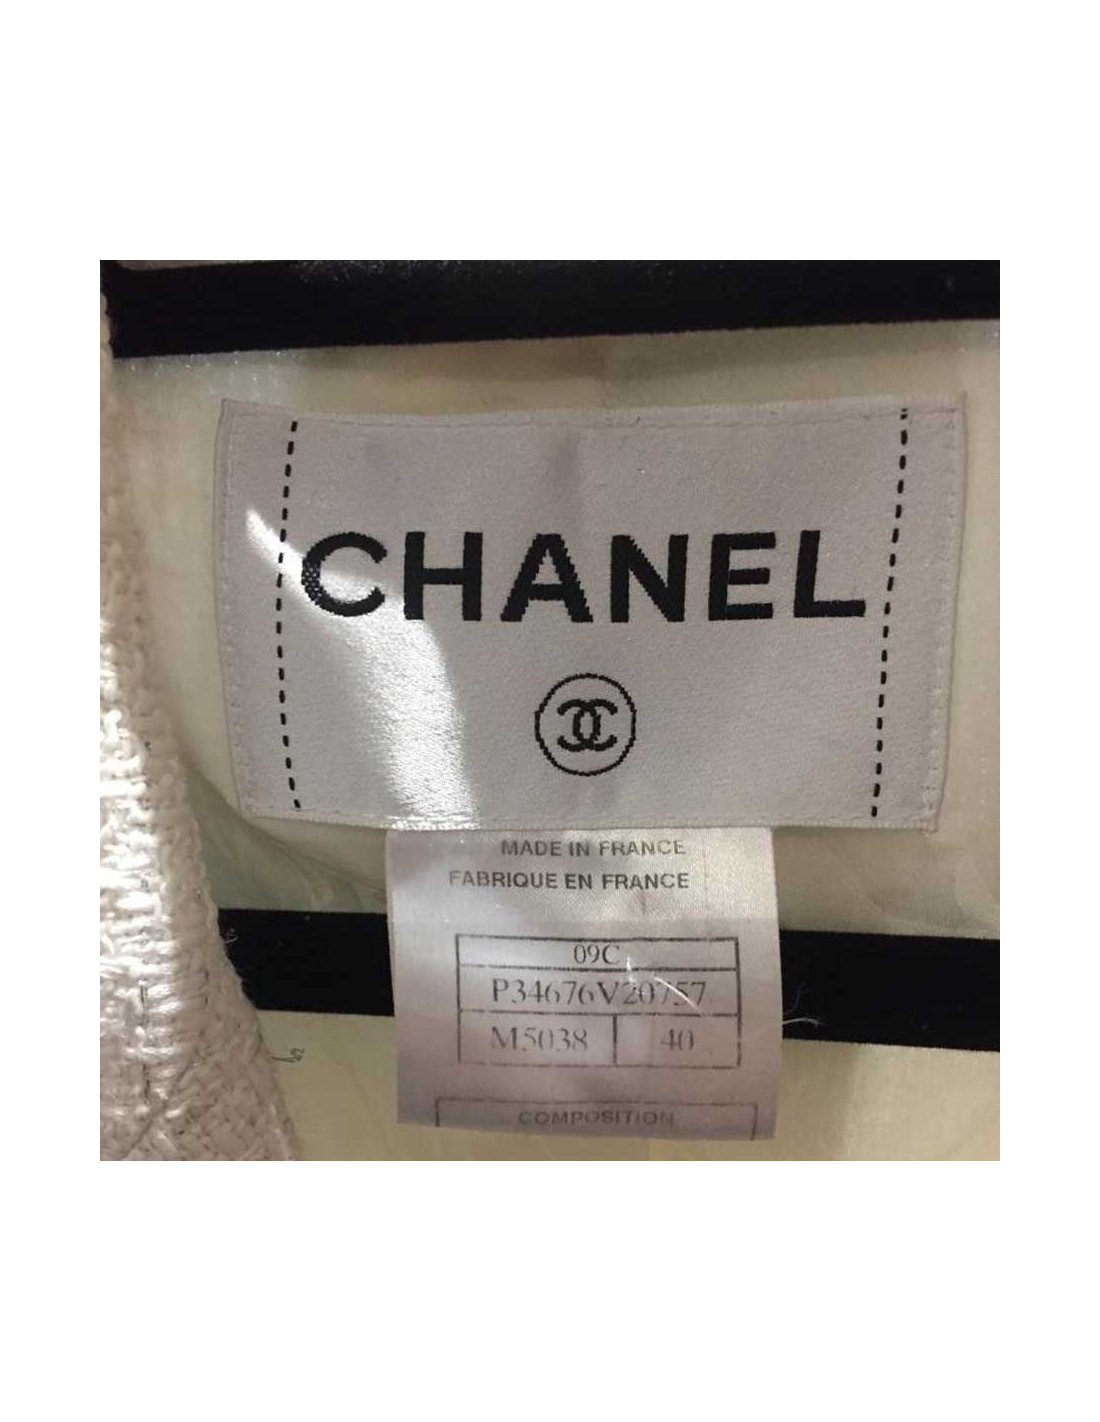 CHANEL
MADE IN FRANCE
FABRIQUE EN FRANCE
09C
P34676V20757
M5038 40
COMPOSITION